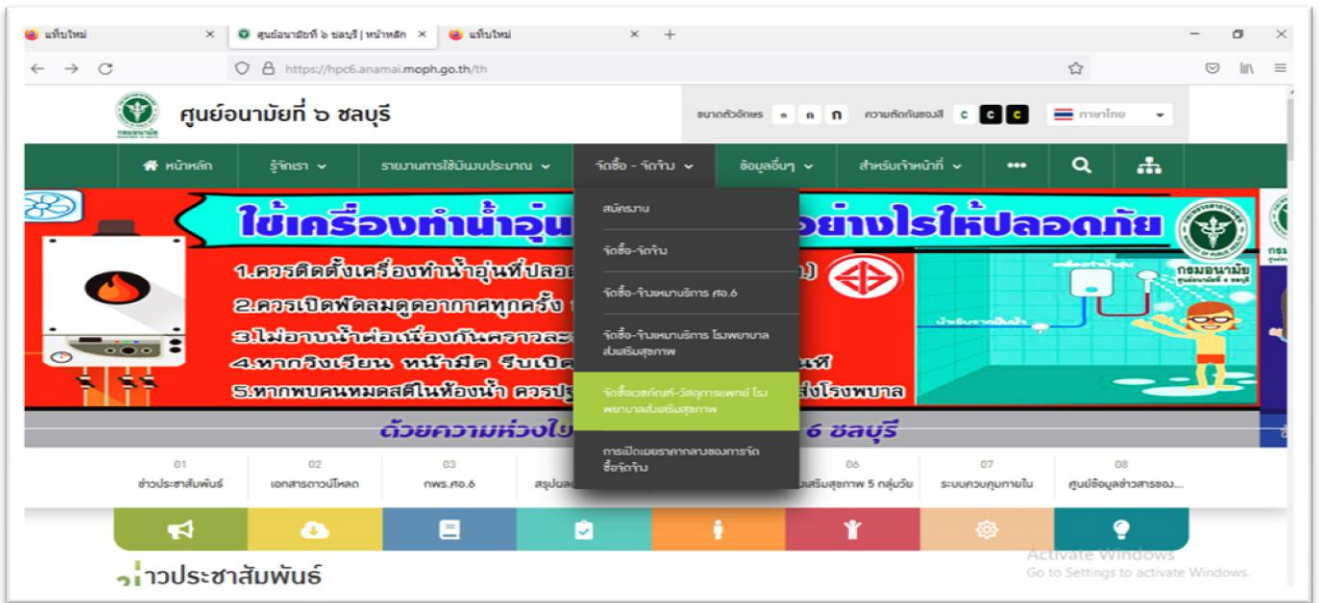 แท็บใหม่
ศูนย์อนามัยที่ ๖ ชลบุรี | หน้าหลัก
แท็บใหม่
https://hpc6.anamai.moph.go.th/th
กรมอนามัย
ศูนย์อนามัยที่ ๖ ชลบุรี
ขนาดตัวอักษร ก ก ก
ความตัดกันของสี C C C
ภาษาไทย
หน้าหลัก
รู้จักเรา
รายงานการใช้เงินงบประมาณ
จัดซื้อ - จัดจ้าง
ข้อมูลอื่นๆ
สำหรับเจ้าหน้าที่
สมัครงาน
จัดซื้อ-จัดจ้าง
จัดซื้อ-จ้างเหมาบริการ ศอ.6
จัดซื้อ-จ้างเหมาบริการ โรงพยาบาล
ส่งเสริมสุขภาพ
จัดซื้อเวชภัณฑ์-วัสดุการแพทย์ โรง
พยาบาลส่งเสริมสุขภาพ
การเปิดเผยราคากลางของการจัด
ซื้อจัดจ้าง
ใช้เครื่องทำน้ำอุ่น
อย่างไรให้ปลอดภัย
1.ควรติดตั้งเครื่องทำน้ำอุ่นที่ปลอด
2.ควรเปิดพัดลมดูดอากาศทุกครั้ง
3.ไม่อาบน้ำต่อเนื่องกันคราวละ
4.หากวิงเวียน หน้ามืด รีบเปิด
5.หากพบคนหมดสติในห้องน้ำ ควรปฐ
ส่งโรงพบาล
กรมอนามัย
ด้วยความห่วงใย
6 ชลบุรี
01
ข่าวประชาสัมพันธ์
02
เอกสารดาวน์โหลด
03
กพร.ศอ.6
06
งเสริมสุขภาพ 5 กลุ่มวัย
07
ระบบควบคุมภายใน
08
ศูนย์ข้อมูลข่าวสารของ...
ข่าวประชาสัมพันธ์
Activate Windows
Go to Settings to activate Windows.